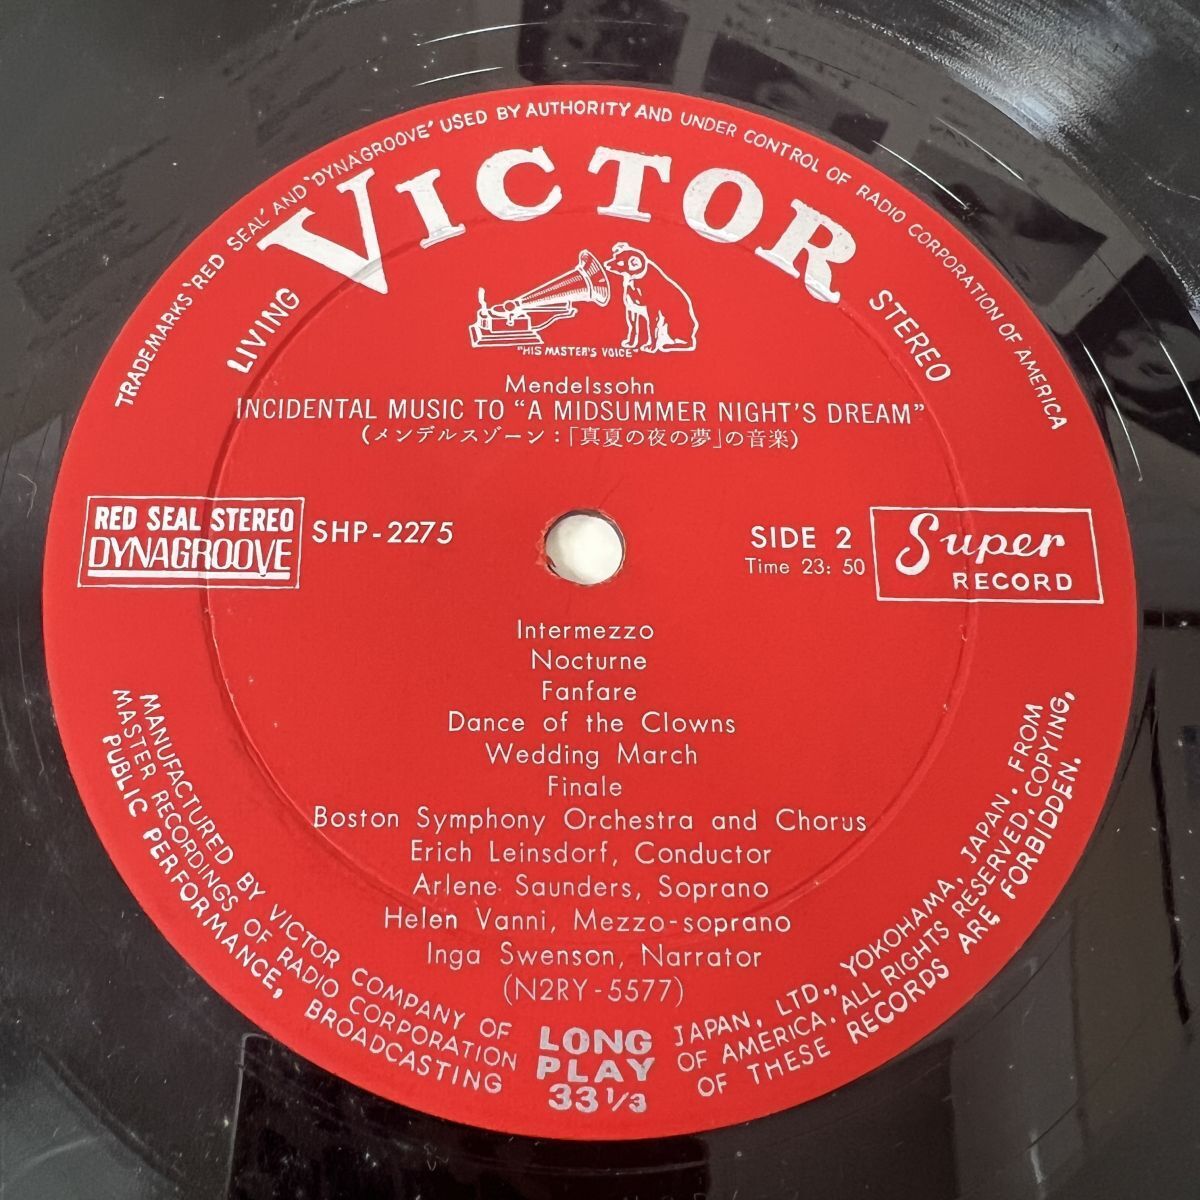 TRADEMARKS "RED SEAL" AND "DYNAGROOVE" USED BY AUTHORITY AND UNDER CONTROL OF RADIO CORPORATION OF AMERICA
VICTOR
LIVING
STEREO
"HIS MASTER'S VOICE"
Mendelssohn
INCIDENTAL MUSIC TO "A MIDSUMMER NIGHT'S DREAM"
(メンデルスゾーン:「真夏の夜の夢」の音楽)
RED SEAL STEREO
DYNAGROOVE
SHP-2275
SIDE 2
Time 23: 50
Super
RECORD
Intermezzo
Nocturne
Fanfare
Dance of the Clowns
Wedding March
Finale
Boston Symphony Orchestra and Chorus
Erich Leinsdorf, Conductor
Arlene Saunders, Soprano
Helen Vanni, Mezzo-soprano
Inga Swenson, Narrator
(N2RY-5577)
LONG
PLAY
33 1/3
MANUFACTURED BY VICTOR COMPANY OF JAPAN, LTD., YOKOHAMA, JAPAN. FROM
MASTER RECORDINGS OF RADIO CORPORATION OF AMERICA. ALL RIGHTS RESERVED, COPYING,
PUBLIC PERFORMANCE, BROADCASTING OF THESE RECORDS ARE FORBIDDEN.